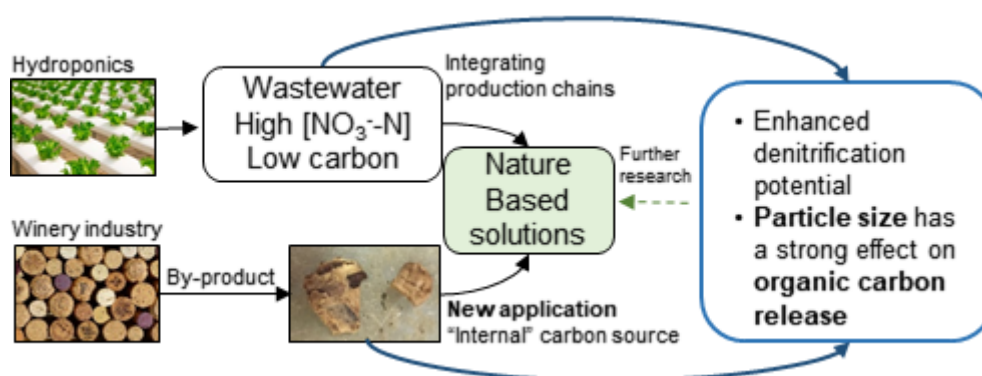 Hydroponics
Wastewater
High [NO₃⁻-N]
Low carbon
Integrating
production chains
Nature
Based
solutions
Further
research
• Enhanced
denitrification
potential
• Particle size has
a strong effect on
organic carbon
release
Winery industry
By-product
New application
“Internal” carbon source